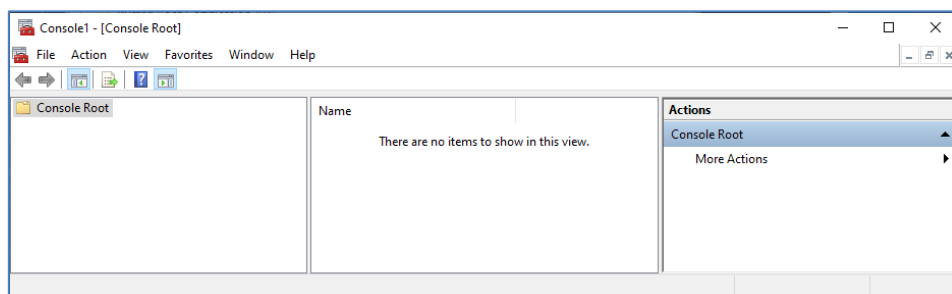 Console1 - [Console Root]
File Action View Favorites Window Help
Console Root
Name
There are no items to show in this view.
Actions
Console Root
More Actions